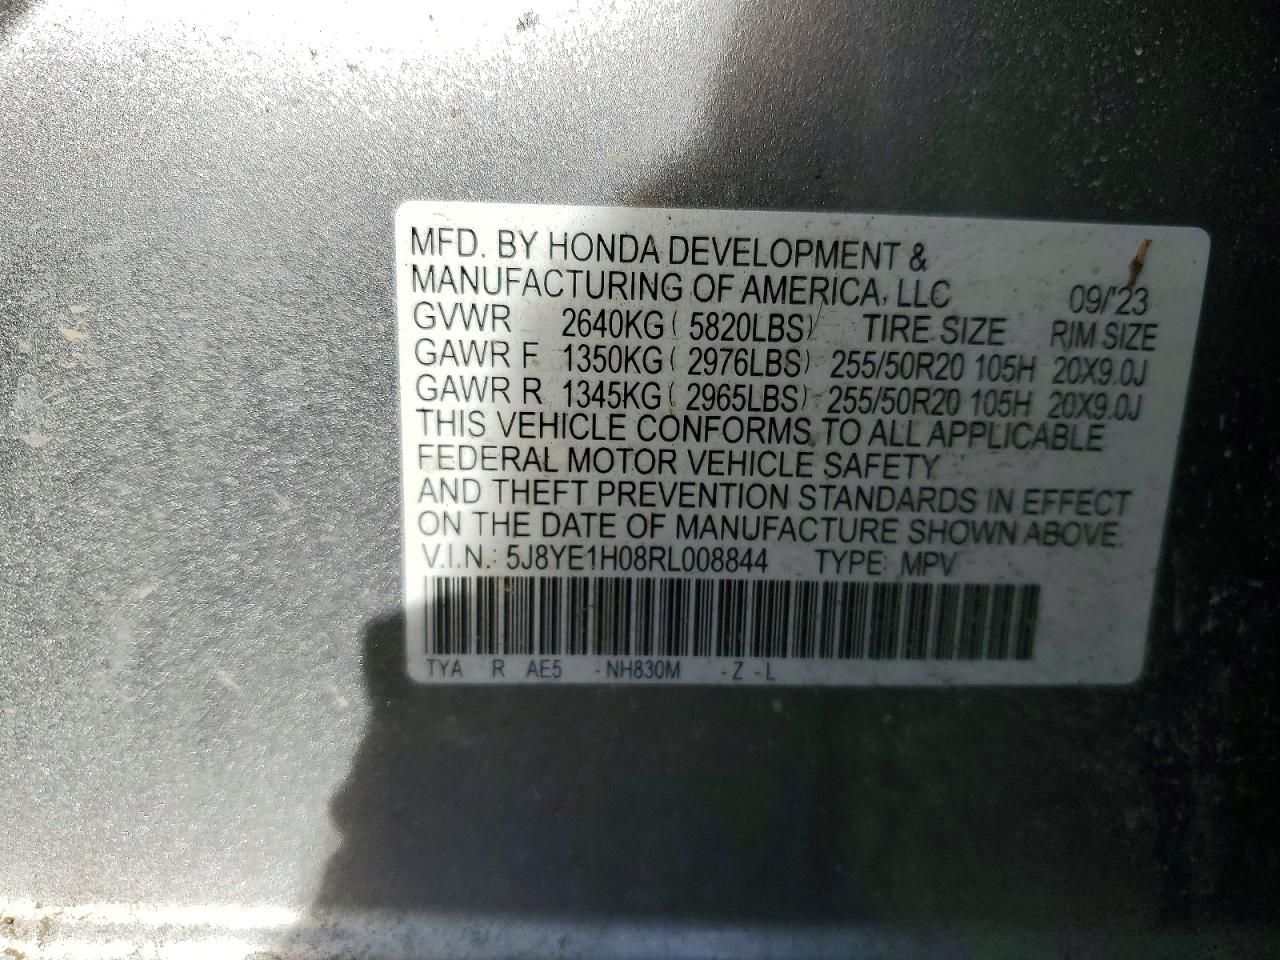 MFD. BY HONDA DEVELOPMENT &
MANUFACTURING OF AMERICA, LLC 09/'23
GVWR 2640KG ( 5820LBS) TIRE SIZE RIM SIZE
GAWR F 1350KG ( 2976LBS) 255/50R20 105H 20X9.0J
GAWR R 1345KG ( 2965LBS) 255/50R20 105H 20X9.0J
THIS VEHICLE CONFORMS TO ALL APPLICABLE
FEDERAL MOTOR VEHICLE SAFETY
AND THEFT PREVENTION STANDARDS IN EFFECT
ON THE DATE OF MANUFACTURE SHOWN ABOVE.
V.I.N.: 5J8YE1H08RL008844 TYPE: MPV
TYA R AE5 -NH830M -Z -L